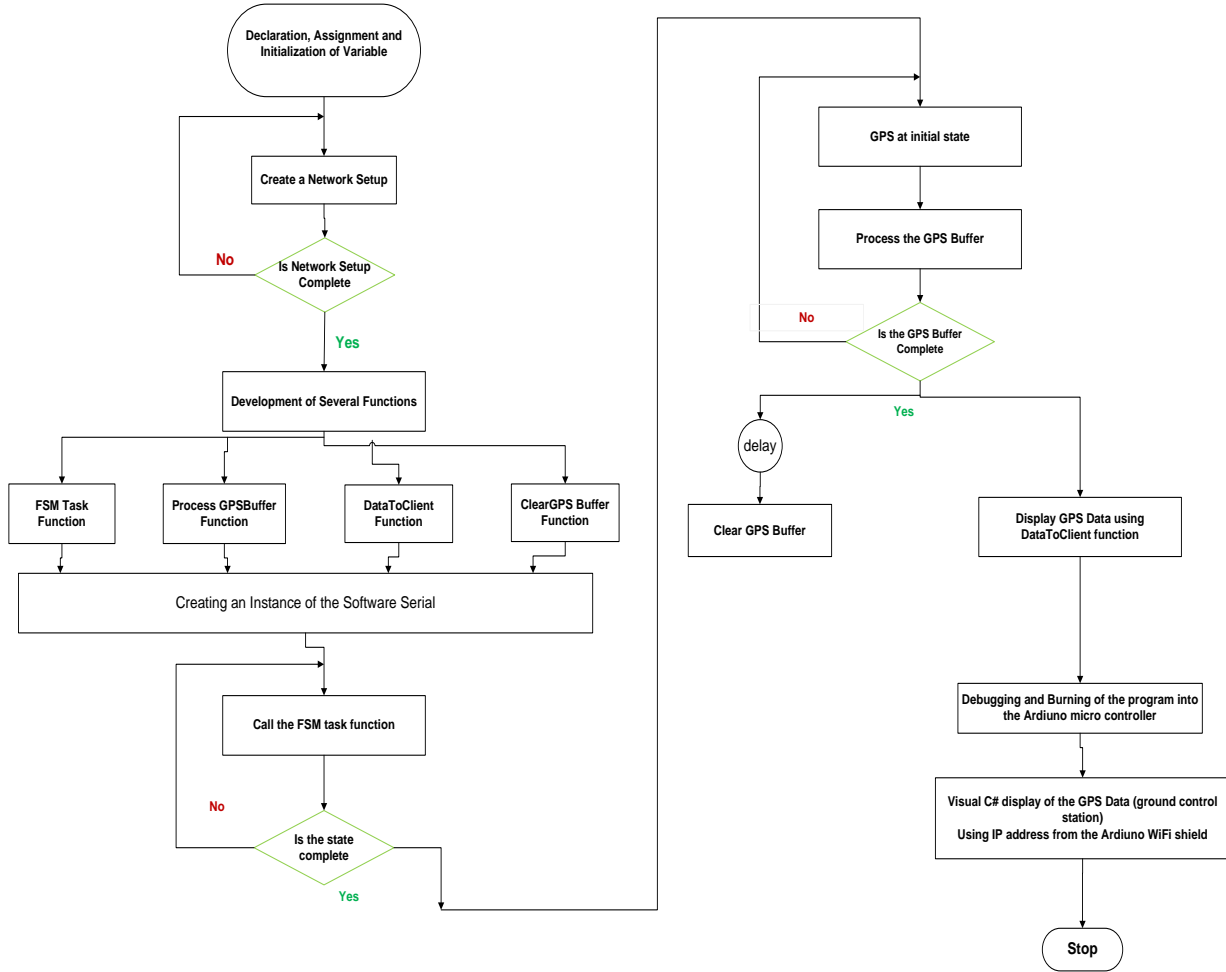 Declaration, Assignment and
Initialization of Variable
Create a Network Setup
No
Is Network Setup
Complete
Yes
Development of Several Functions
FSM Task
Function
Process GPSBuffer
Function
DataToClient
Function
ClearGPS Buffer
Function
Creating an Instance of the Software Serial
Call the FSM task function
No
Is the state
complete
Yes
GPS at initial state
Process the GPS Buffer
No
Is the GPS Buffer
Complete
Yes
delay
Clear GPS Buffer
Display GPS Data using
DataToClient function
Debugging and Burning of the program into
the Ardiuno micro controller
Visual C# display of the GPS Data (ground control
station)
Using IP address from the Ardiuno WiFi shield
Stop